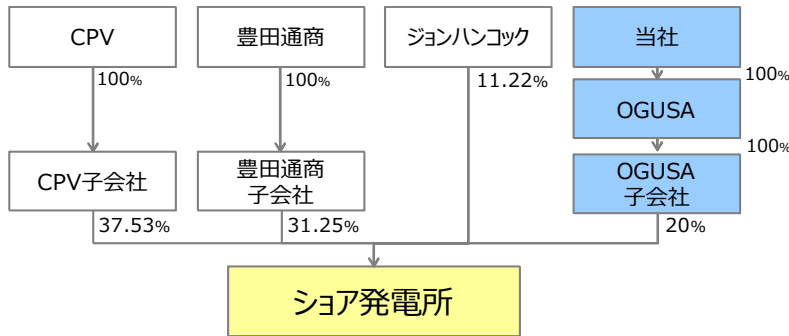 CPV
豊田通商
ジョンハンコック
当社
100%
100%
11.22%
100%
OGUSA
100%
CPV子会社
豊田通商
子会社
OGUSA
子会社
37.53%
31.25%
20%
ショア発電所